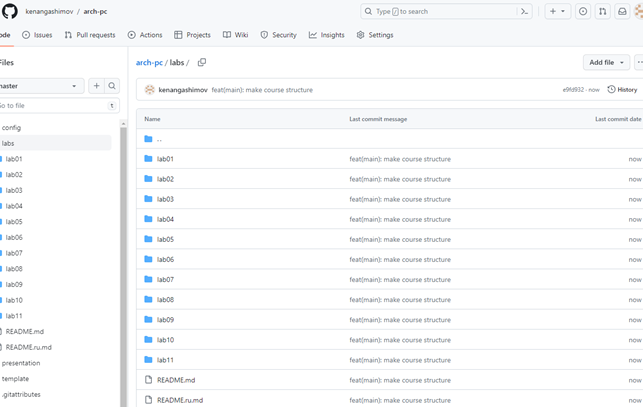 kenangashimov / arch-pc
Type / to search
ode
Issues
Pull requests
Actions
Projects
Wiki
Security
Insights
Settings
Files
master
Go to file
t
config
labs
lab01
lab02
lab03
lab04
lab05
lab06
lab07
lab08
lab09
lab10
lab11
README.md
README.ru.md
presentation
template
.gitattributes
arch-pc / labs /
Add file
kenangashimov feat(main): make course structure
e9fd932 · now
History
Name Last commit message Last commit date
..
lab01 feat(main): make course structure now
lab02 feat(main): make course structure now
lab03 feat(main): make course structure now
lab04 feat(main): make course structure now
lab05 feat(main): make course structure now
lab06 feat(main): make course structure now
lab07 feat(main): make course structure now
lab08 feat(main): make course structure now
lab09 feat(main): make course structure now
lab10 feat(main): make course structure now
lab11 feat(main): make course structure now
README.md feat(main): make course structure now
README.ru.md feat(main): make course structure now